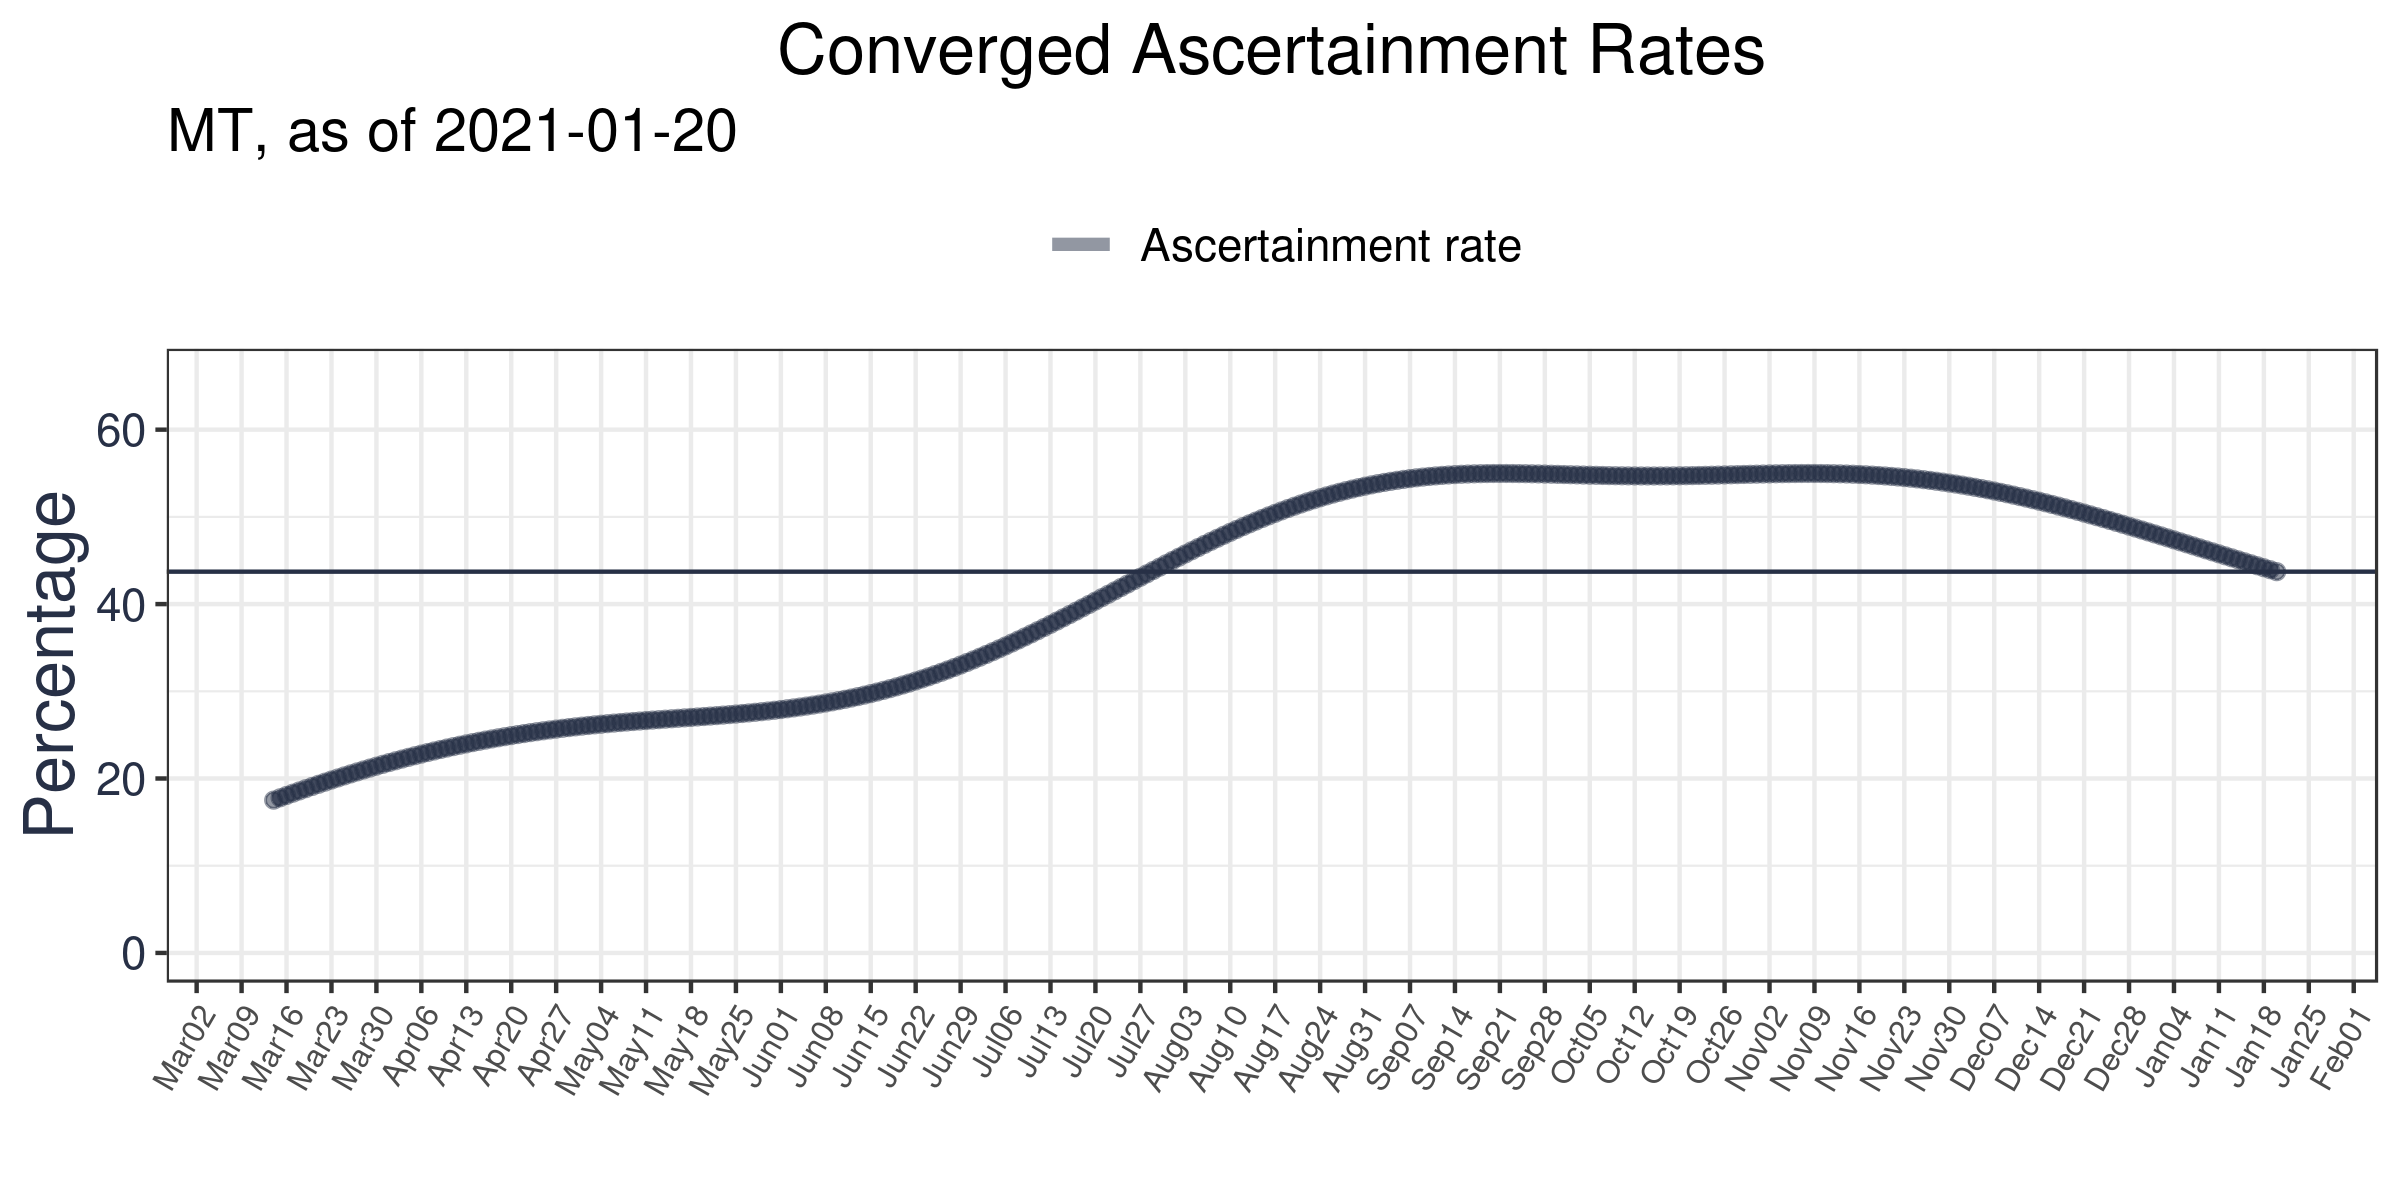 Converged Ascertainment Rates
MT, as of 2021-01-20
Ascertainment rate
Percentage
60
40
20
0
Mar02 Mar09 Mar16 Mar23 Mar30 Apr06 Apr13 Apr20 Apr27 May04 May11 May18 May25 Jun01 Jun08 Jun15 Jun22 Jun29 Jul06 Jul13 Jul20 Jul27 Aug03 Aug10 Aug17 Aug24 Aug31 Sep07 Sep14 Sep21 Sep28 Oct05 Oct12 Oct19 Oct26 Nov02 Nov09 Nov16 Nov23 Nov30 Dec07 Dec14 Dec21 Dec28 Jan04 Jan11 Jan18 Jan25 Feb01